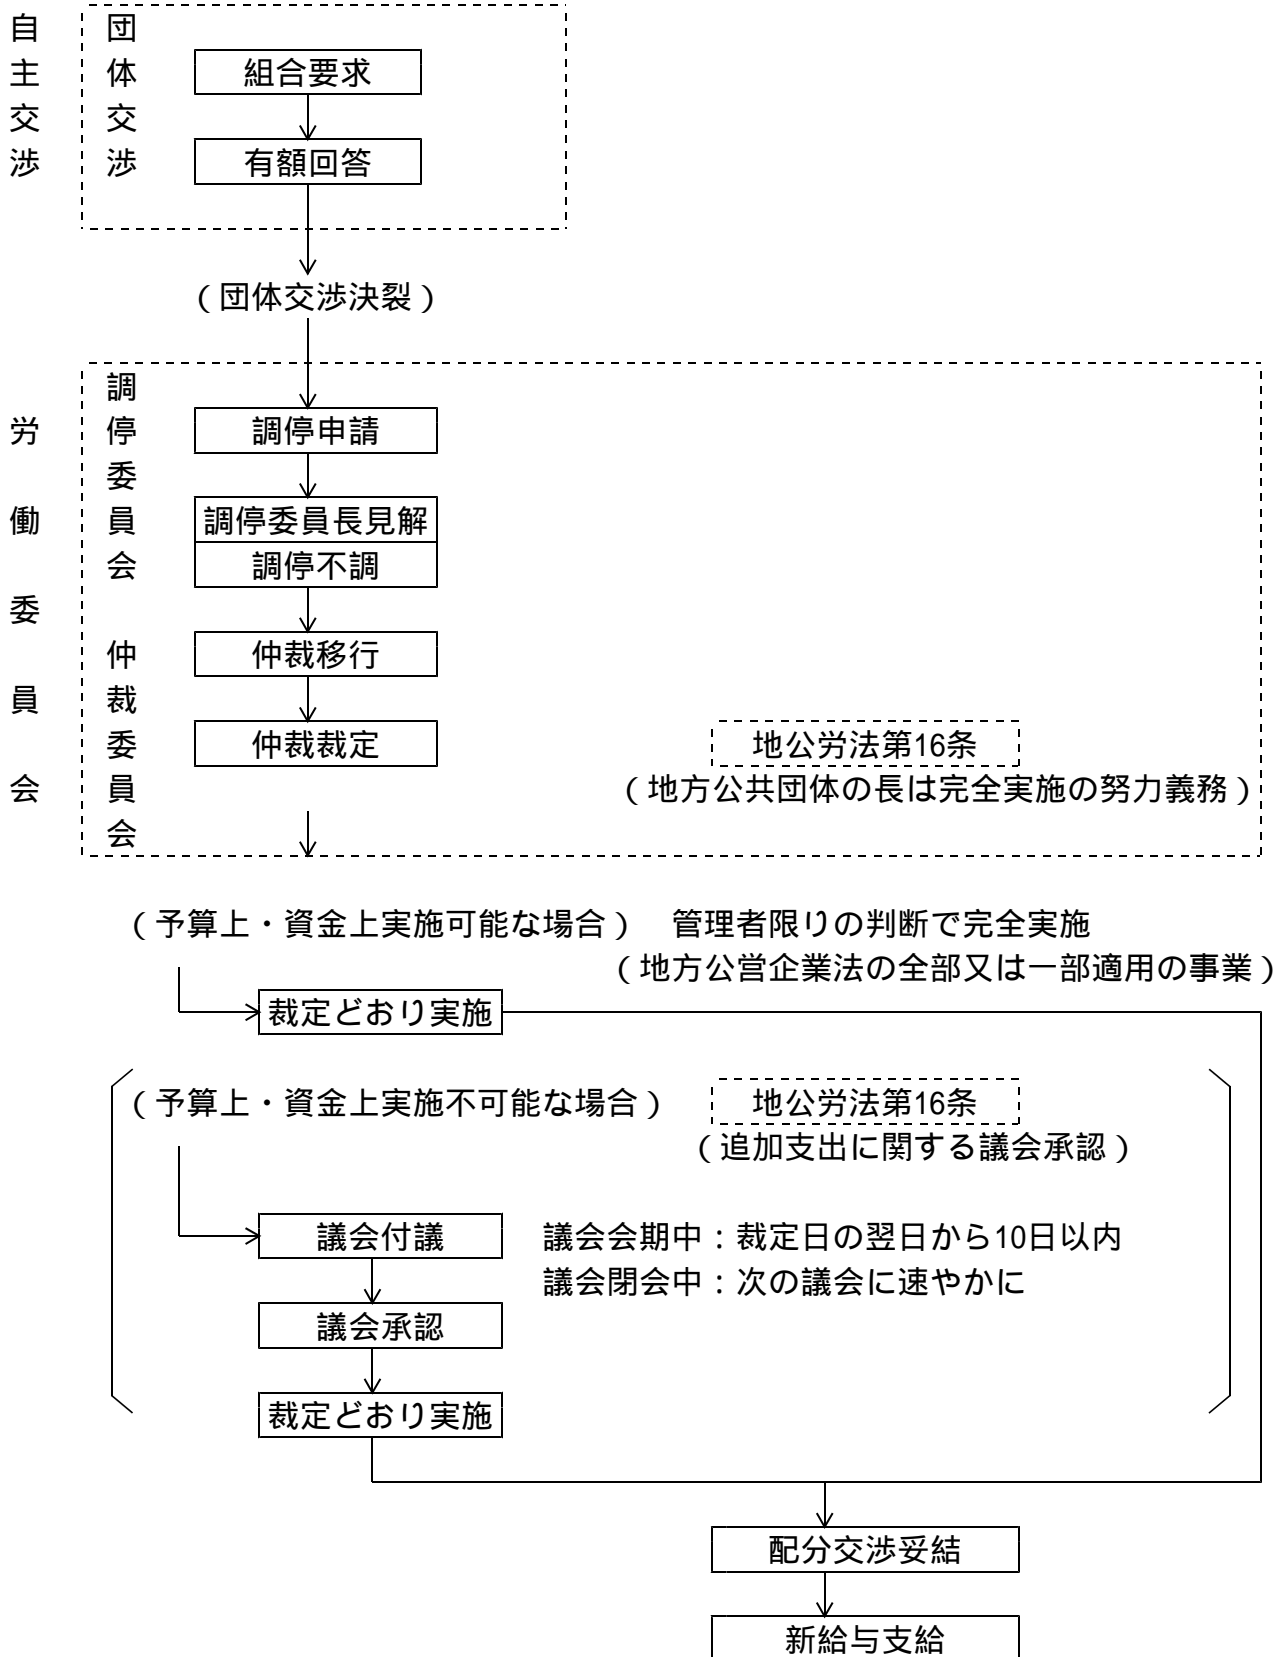 自主交渉
団体交渉
組合要求
有額回答
（団体交渉決裂）
労働委員会
調停委員会
調停申請
調停委員長見解
調停不調
仲裁委員会
仲裁移行
仲裁裁定
地公労法第16条
（地方公共団体の長は完全実施の努力義務）
（予算上・資金上実施可能な場合）　管理者限りの判断で完全実施
（地方公営企業法の全部又は一部適用の事業）
裁定どおり実施
（予算上・資金上実施不可能な場合）
地公労法第16条
（追加支出に関する議会承認）
議会付議
議会会期中：裁定日の翌日から10日以内
議会閉会中：次の議会に速やかに
議会承認
裁定どおり実施
配分交渉妥結
新給与支給